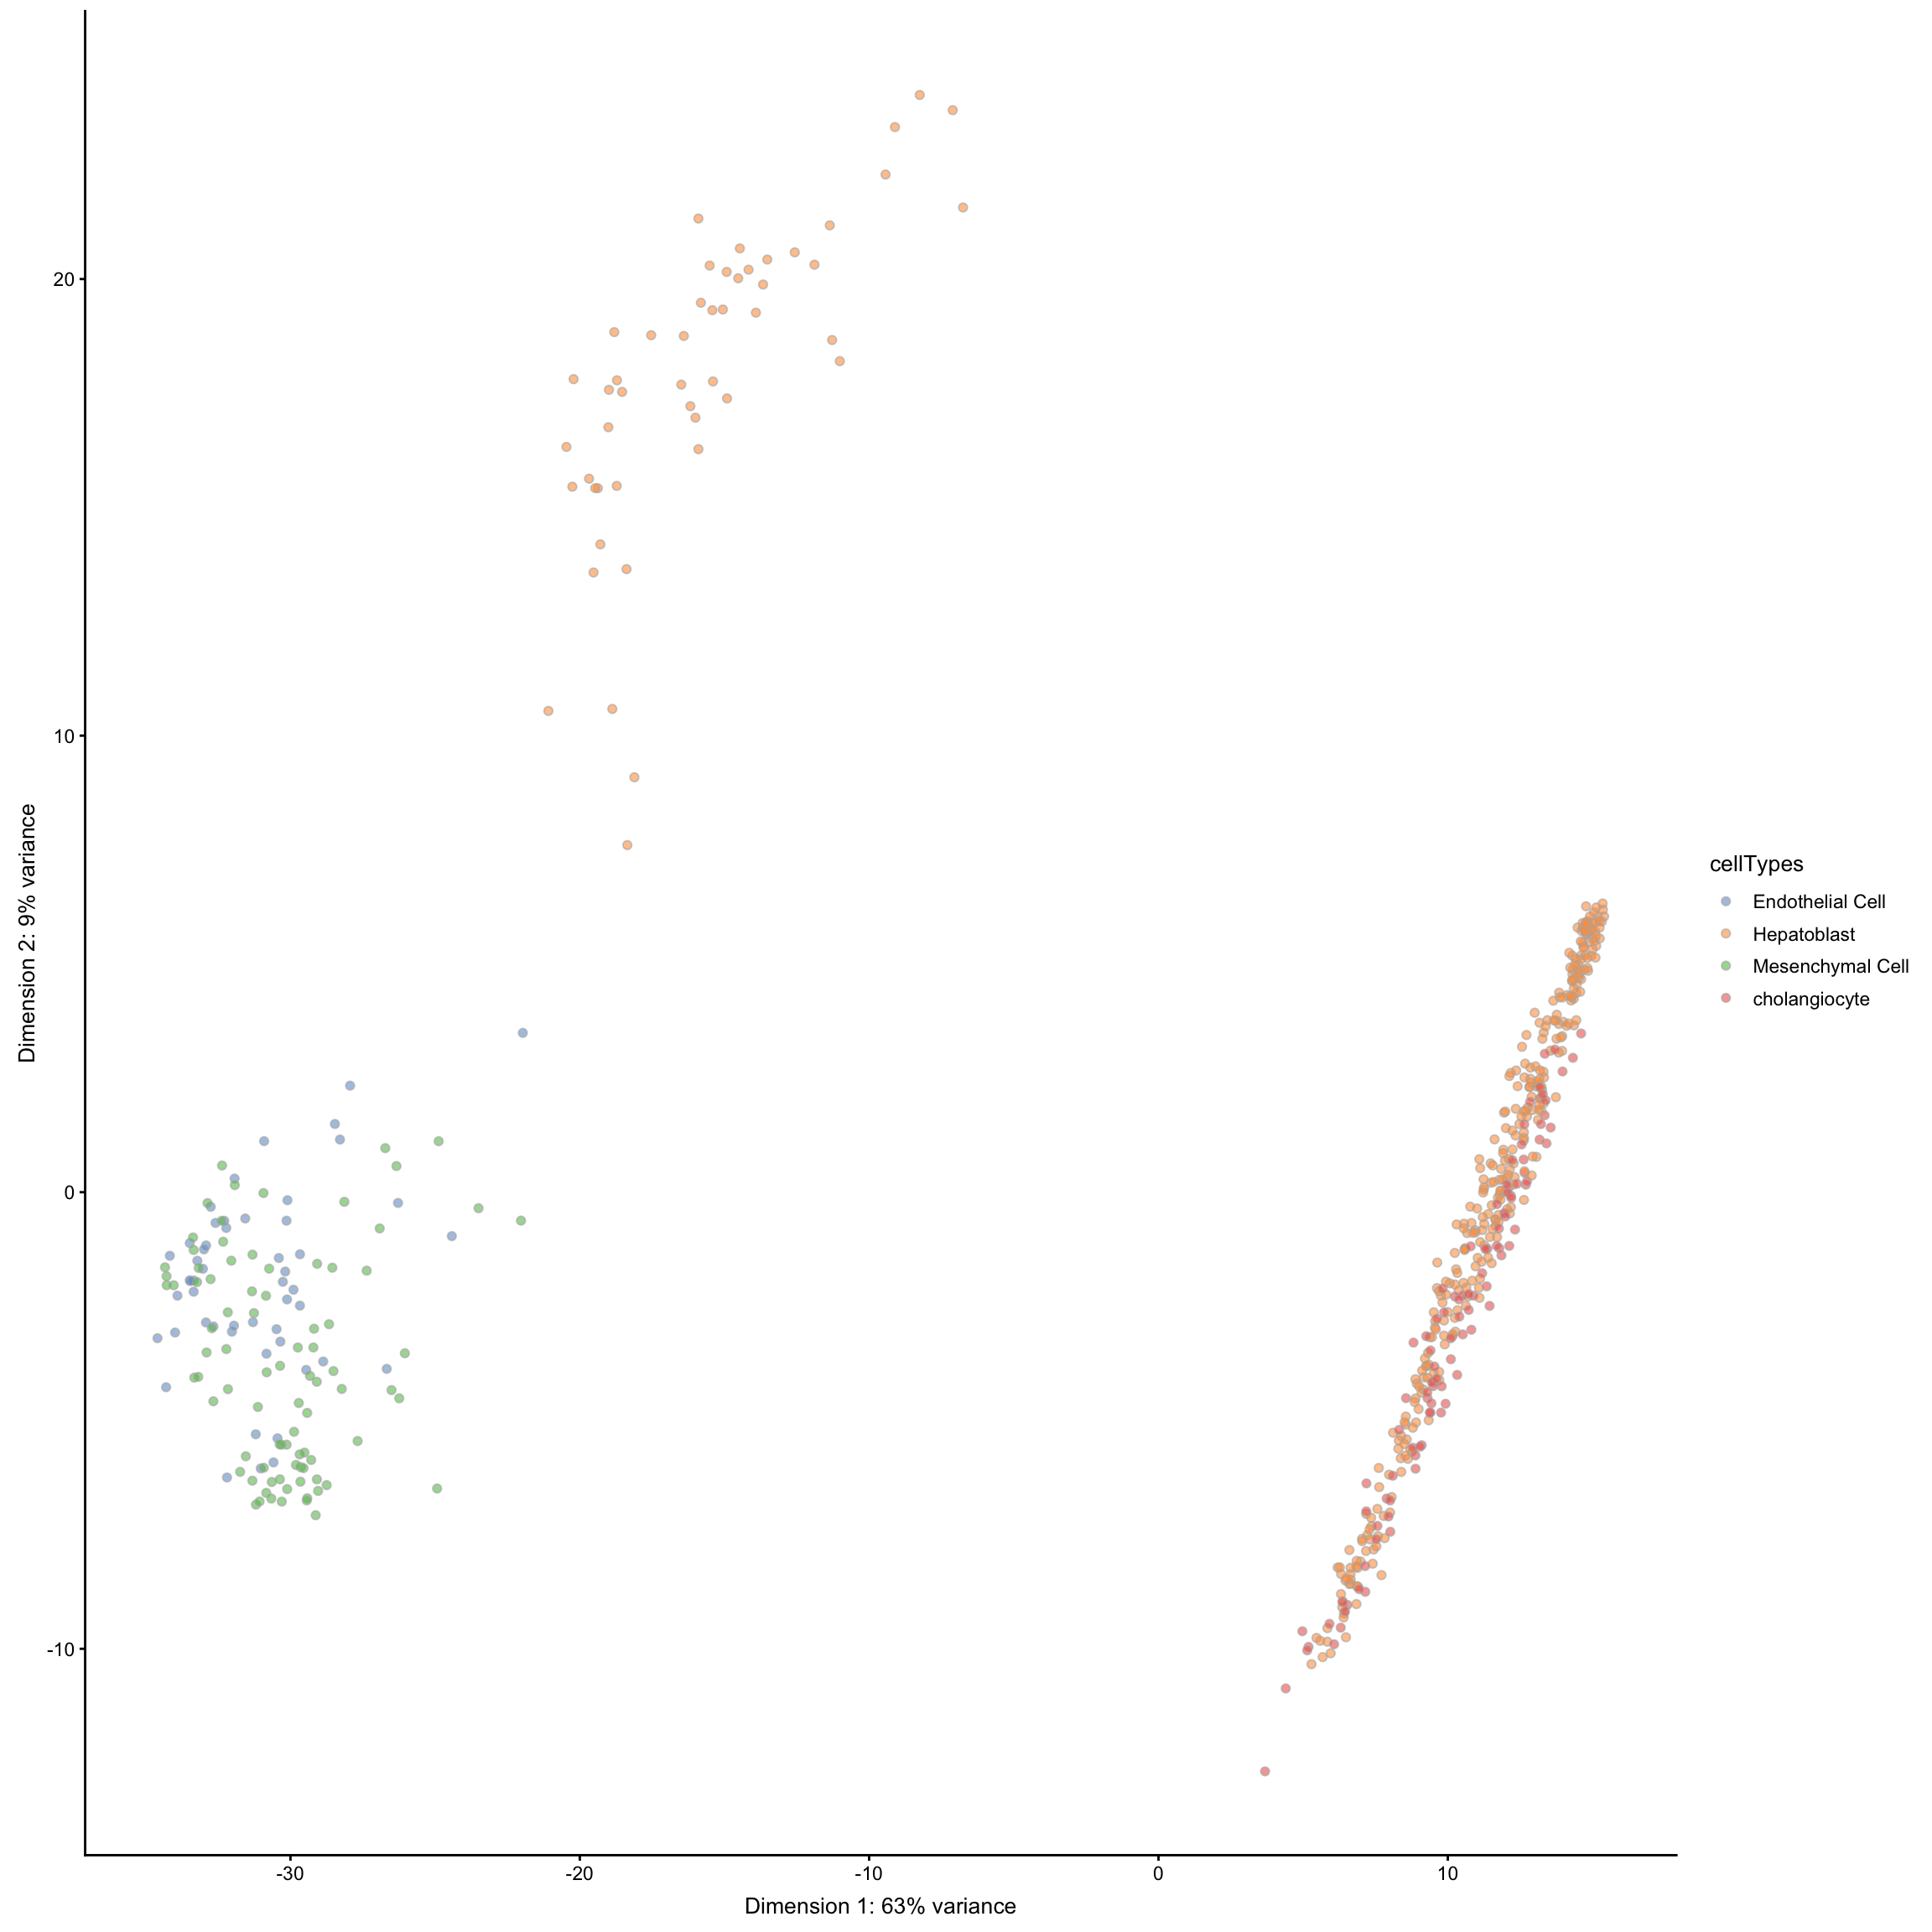 20
10
0
-10
-30
-20
-10
0
10
Dimension 1: 63% variance
Dimension 2: 9% variance
cellTypes
Endothelial Cell
Hepatoblast
Mesenchymal Cell
cholangiocyte